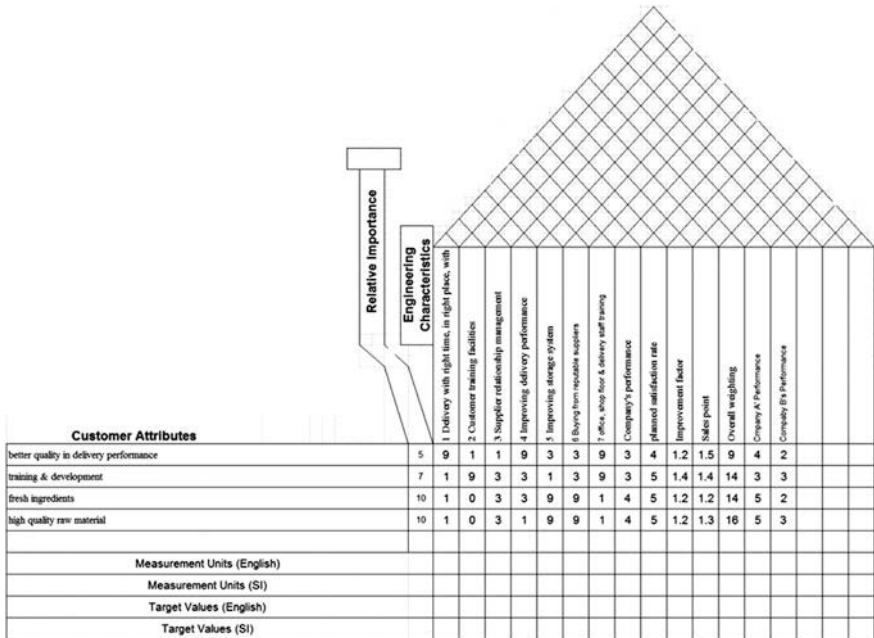 Relative Importance
Engineering
Characteristics
1 Delivery with right time, in right place, with
2 Customer training facilities
3 Supplier relationship management
4 Improving delivery performance
5 Improving storage system
6 Buying from reputable suppliers
7 office, shop floor & delivery staff training
Company's performance
planned satisfaction rate
Improvement factor
Sales point
Overall weighting
Cmpany A' Performance
Compaby B's Performance
Customer Attributes
better quality in delivery performance 5 9 1 1 9 3 3 9 3 4 1.2 1.5 9 4 2
training & development 7 1 9 3 3 1 3 9 3 5 1.4 1.4 14 3 3
fresh ingredients 10 1 0 3 3 9 9 1 4 5 1.2 1.2 14 5 2
high quality raw material 10 1 0 3 1 9 9 1 4 5 1.2 1.3 16 5 3
Measurement Units (English)
Measurement Units (SI)
Target Values (English)
Target Values (SI)